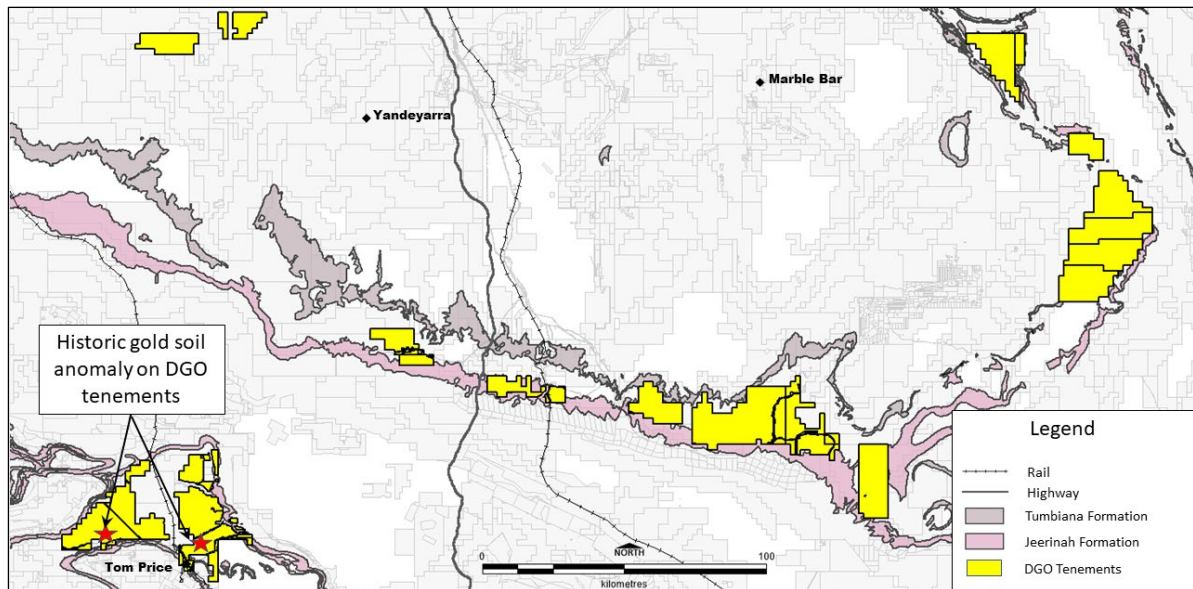 Marble Bar
Yandeyarra
Historic gold soil
anomaly on DGO
tenements
Tom Price
0
NORTH
100
kilometres
Legend
Rail
Highway
Tumbiana Formation
Jeerinah Formation
DGO Tenements